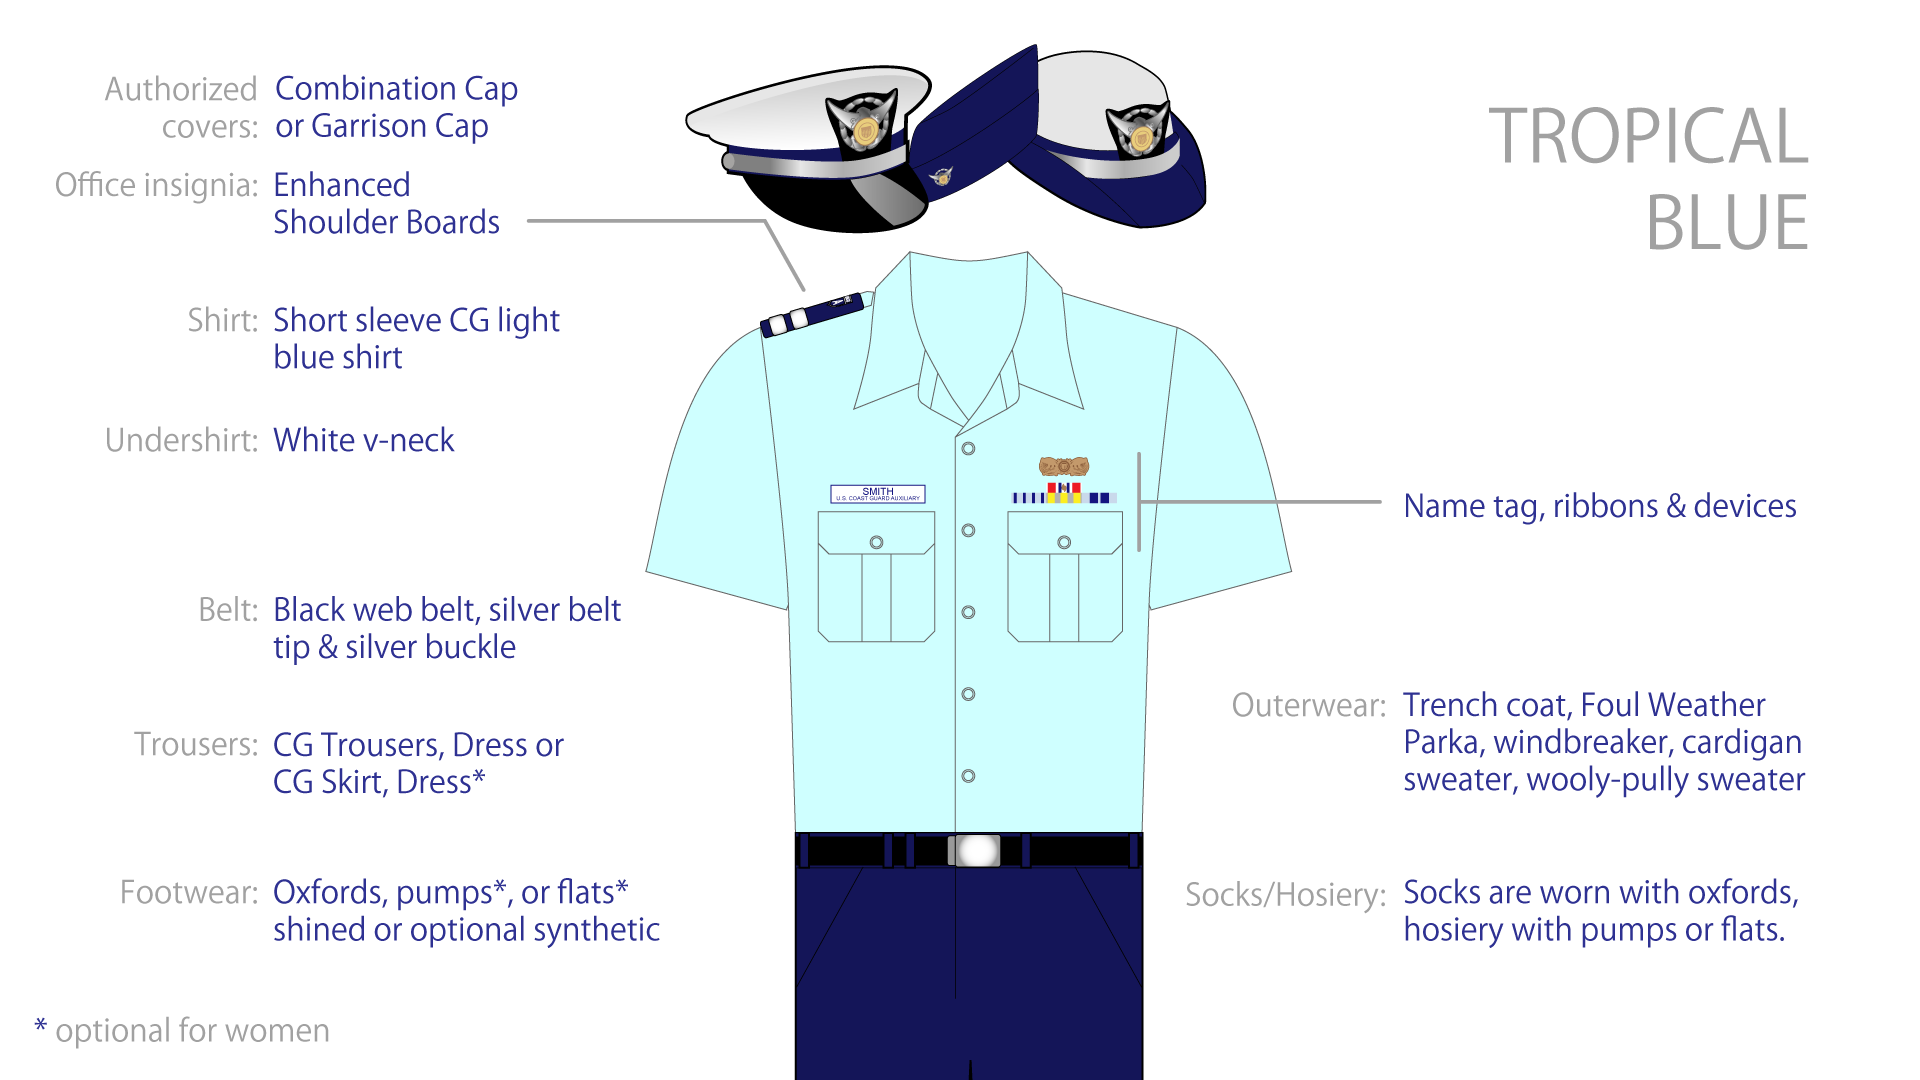 TROPICAL
BLUE
Authorized covers: Combination Cap
or Garrison Cap
Office insignia: Enhanced
Shoulder Boards
Shirt: Short sleeve CG light
blue shirt
Undershirt: White v-neck
SMITH
U.S. COAST GUARD AUXILIARY
Name tag, ribbons & devices
Belt: Black web belt, silver belt
tip & silver buckle
Trousers: CG Trousers, Dress or
CG Skirt, Dress*
Outerwear: Trench coat, Foul Weather
Parka, windbreaker, cardigan
sweater, wooly-pully sweater
Footwear: Oxfords, pumps*, or flats*
shined or optional synthetic
Socks/Hosiery: Socks are worn with oxfords,
hosiery with pumps or flats.
* optional for women